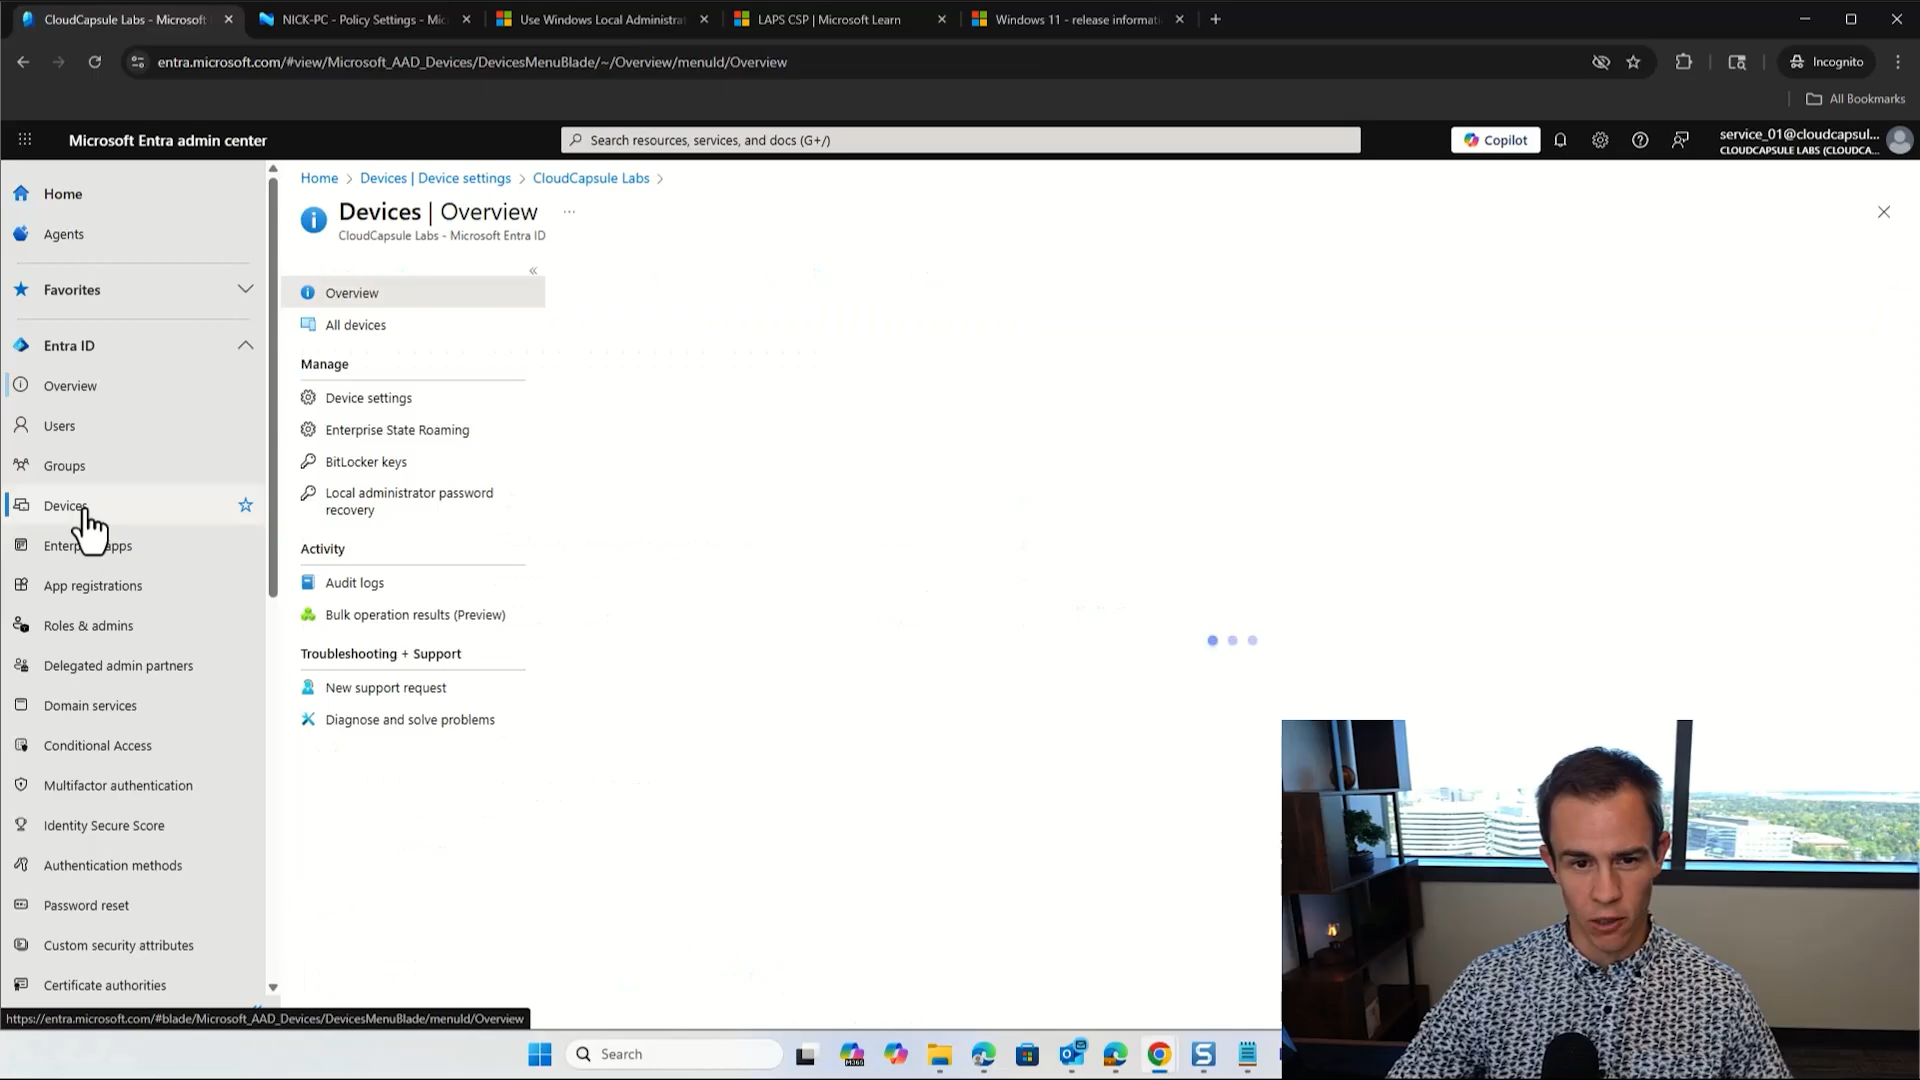 CloudCapsule Labs - Microsoft
NICK-PC - Policy Settings - Mic
Use Windows Local Administrat
LAPS CSP | Microsoft Learn
Windows 11 - release informati
entra.microsoft.com/#view/Microsoft_AAD_Devices/DevicesMenuBlade/~/Overview/menuId/Overview
Incognito
All Bookmarks
Microsoft Entra admin center
Search resources, services, and docs (G+/)
Copilot
service_01@cloudcapsul...
CLOUDCAPSULE LABS (CLOUDCA...
Home
Agents
Favorites
Entra ID
Overview
Users
Groups
Devices
Enterp apps
App registrations
Roles & admins
Delegated admin partners
Domain services
Conditional Access
Multifactor authentication
Identity Secure Score
Authentication methods
Password reset
Custom security attributes
Certificate authorities
Home > Devices | Device settings > CloudCapsule Labs >
Devices | Overview ...
CloudCapsule Labs - Microsoft Entra ID
Overview
All devices
Manage
Device settings
Enterprise State Roaming
BitLocker keys
Local administrator password
recovery
Activity
Audit logs
Bulk operation results (Preview)
Troubleshooting + Support
New support request
Diagnose and solve problems
https://entra.microsoft.com/#blade/Microsoft_AAD_Devices/DevicesMenuBlade/menuId/Overview
Search
M365